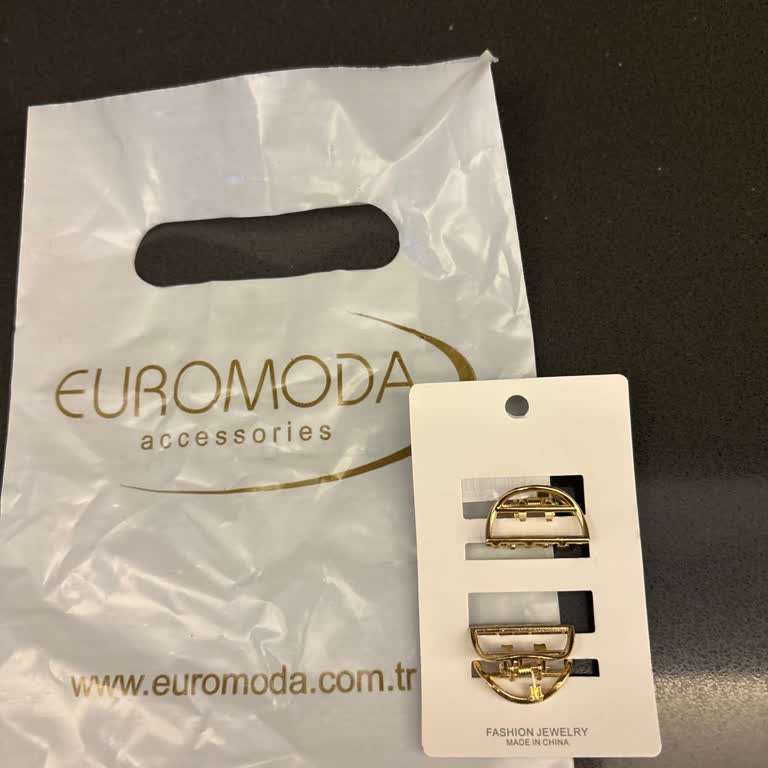 EUROMODA
accessories
www.euromoda.com.tr
FASHION JEWELRY
MADE IN CHINA